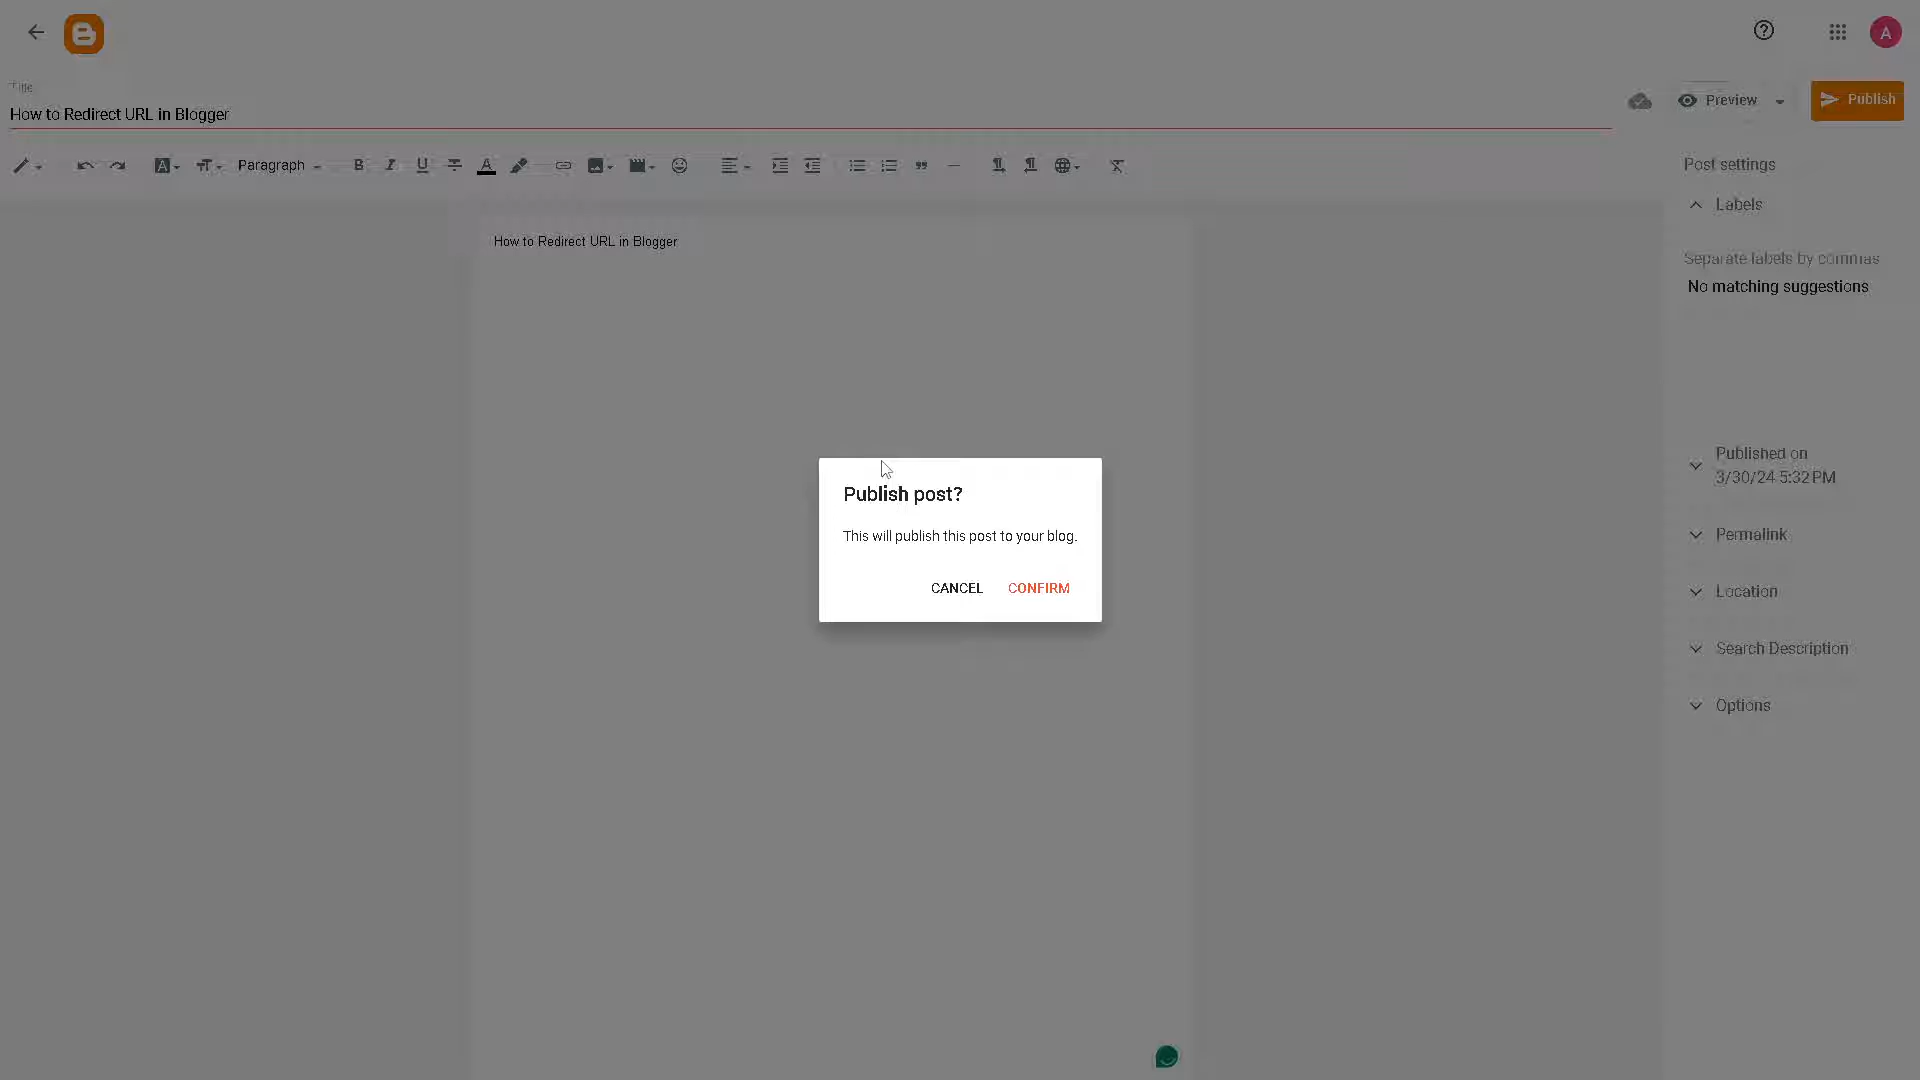 A
Title
How to Redirect URL in Blogger
Preview
Publish
Paragraph
Post settings
Labels
How to Redirect URL in Blogger
Separate labels by commas
No matching suggestions
Published on
3/30/24 5:32 PM
Publish post?
This will publish this post to your blog.
CANCEL CONFIRM
Permalink
Location
Search Description
Options